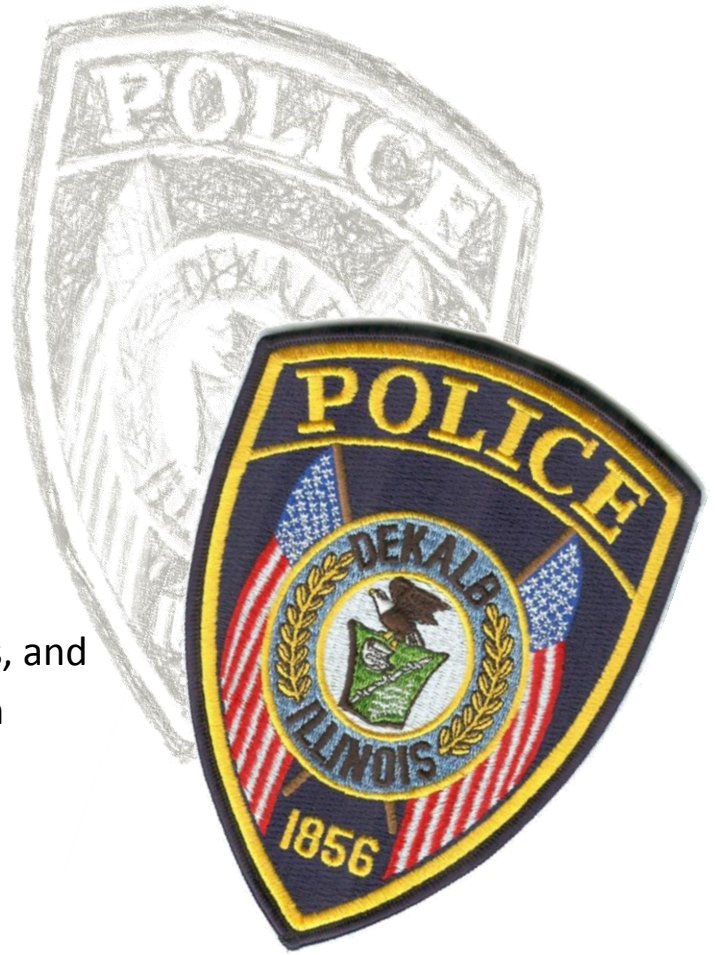 POLICE
POLICE
DEKALB
ILLINOIS
1856
, and